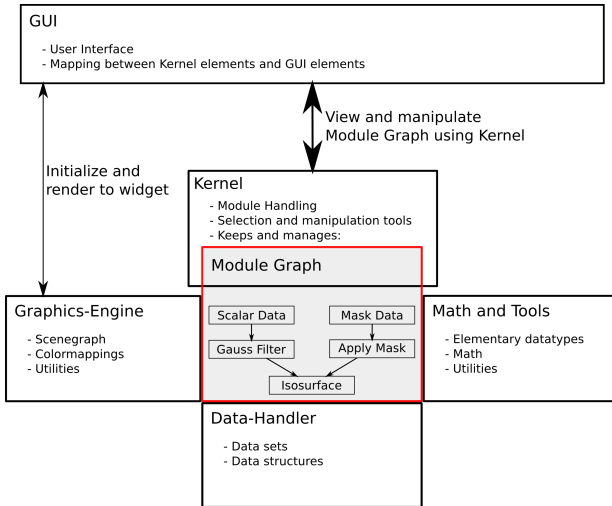 GUI
- User Interface
- Mapping between Kernel elements and GUI elements
View and manipulate
Module Graph using Kernel
Initialize and
render to widget
Kernel
- Module Handling
- Selection and manipulation tools
- Keeps and manages:
Module Graph
Scalar Data
Mask Data
Gauss Filter
Apply Mask
Isosurface
Graphics-Engine
- Scenegraph
- Colormappings
- Utilities
Math and Tools
- Elementary datatypes
- Math
- Utilities
Data-Handler
- Data sets
- Data structures